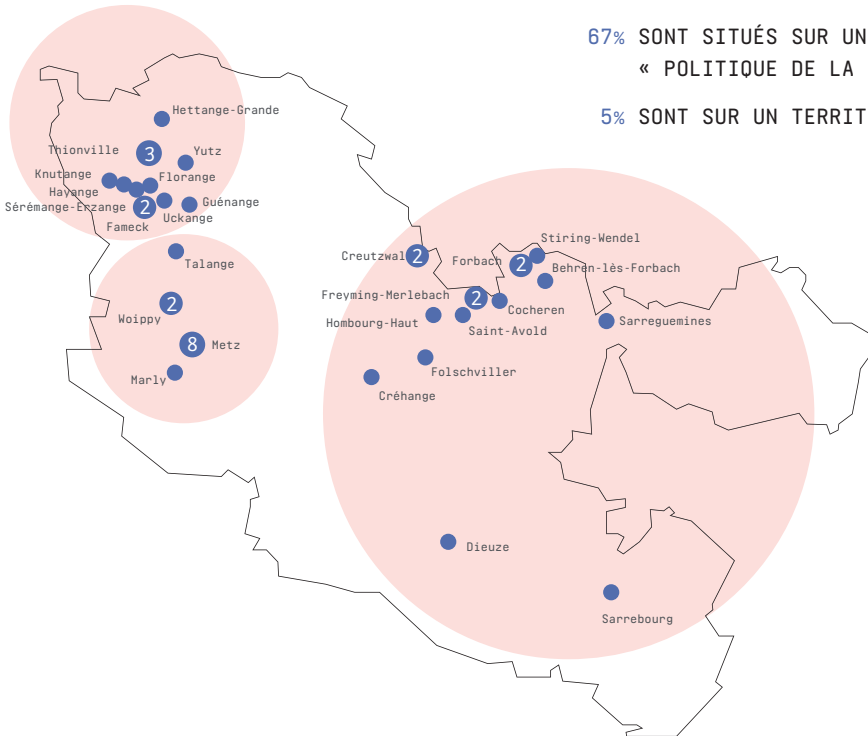 67% SONT SITUÉS SUR UN
« POLITIQUE DE LA
5% SONT SUR UN TERRIT
Hettange-Grande
Thionville
3
Yutz
Knutange
Florange
Hayange
Sérémange-Erzange
2
Guénange
Uckange
Fameck
Talange
Woippy
2
8
Metz
Marly
Stiring-Wendel
Creutzwal
2
Forbach
2
Behren-lès-Forbach
Freyming-Merlebach
2
Cocheren
Hombourg-Haut
Saint-Avold
Sarreguemines
Folschviller
Créhange
Dieuze
Sarrebourg